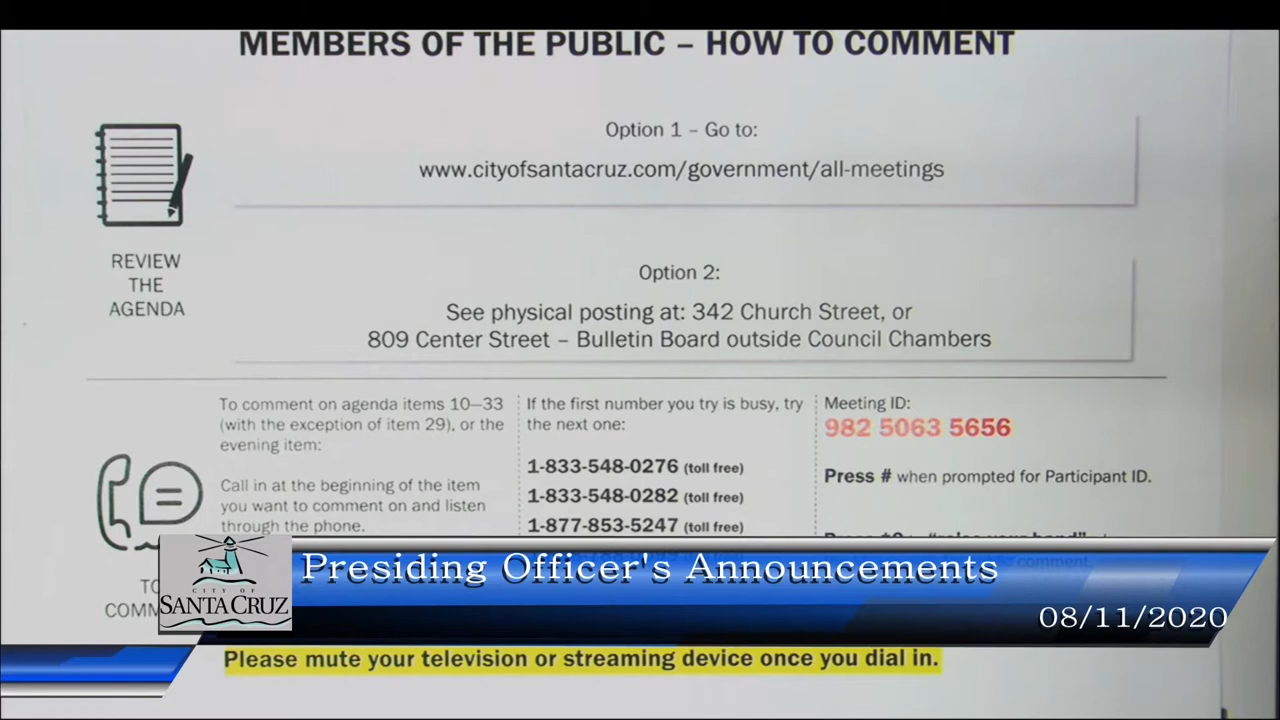 MEMBERS OF THE PUBLIC – HOW TO COMMENT
Option 1 – Go to:
www.cityofsantacruz.com/government/all-meetings
REVIEW
THE
AGENDA
Option 2:
See physical posting at: 342 Church Street, or
809 Center Street – Bulletin Board outside Council Chambers
To comment on agenda items 10–33
(with the exception of item 29), or the
evening item:
Call in at the beginning of the item
you want to comment on and listen
through the phone.
If the first number you try is busy, try
the next one:
1-833-548-0276 (toll free)
1-833-548-0282 (toll free)
1-877-853-5247 (toll free)
Meeting ID:
982 5063 5656
Press # when prompted for Participant ID.
comment.
TO
COMM
CITY OF
SANTA CRUZ
Presiding Officer's Announcements
08/11/2020
Please mute your television or streaming device once you dial in.